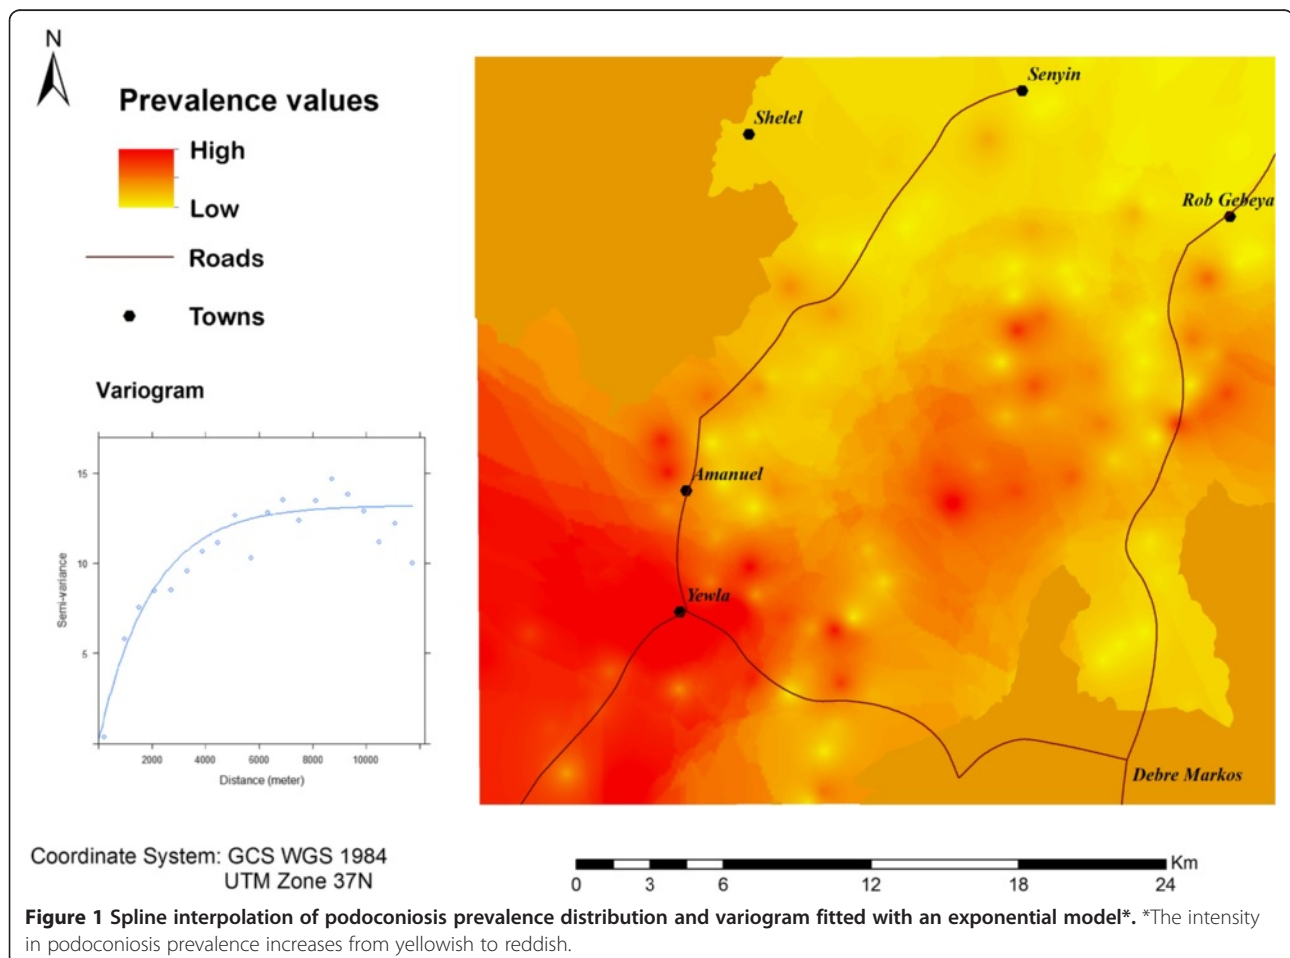 N
Prevalence values
High
Low
Roads
Towns
Variogram
15
10
5
Semi-variance
2000 4000 6000 8000 10000
Distance (meter)
Senyin
Shelel
Rob Gebeya
Amanuel
Yewla
Debre Markos
Coordinate System: GCS WGS 1984
UTM Zone 37N
Km
0 3 6 12 18 24
Figure 1 Spline interpolation of podoconiosis prevalence distribution and variogram fitted with an exponential model*. *The intensity
in podoconiosis prevalence increases from yellowish to reddish.